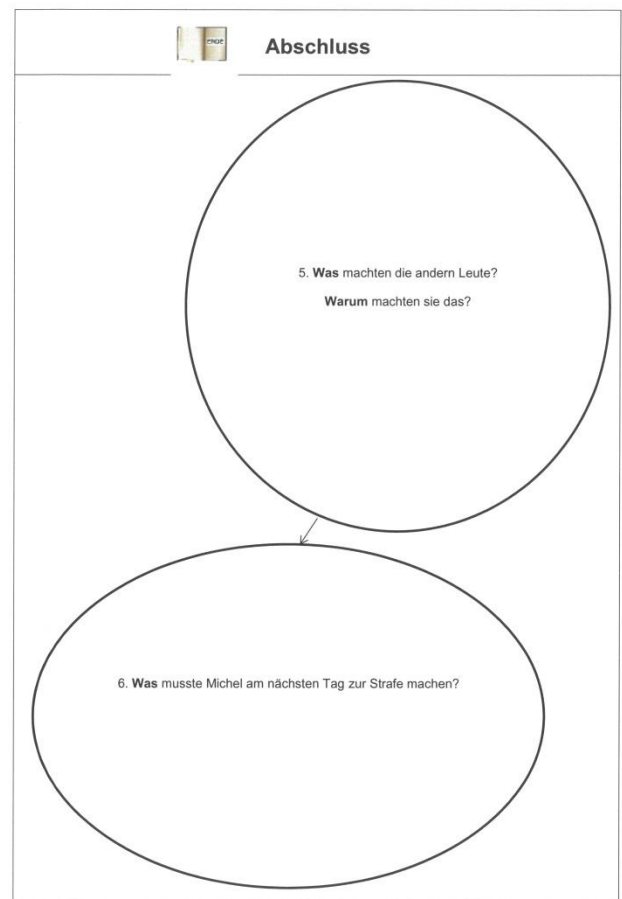 ENDE
Abschluss
5. Was machten die andern Leute?
Warum machten sie das?
6. Was musste Michel am nächsten Tag zur Strafe machen?